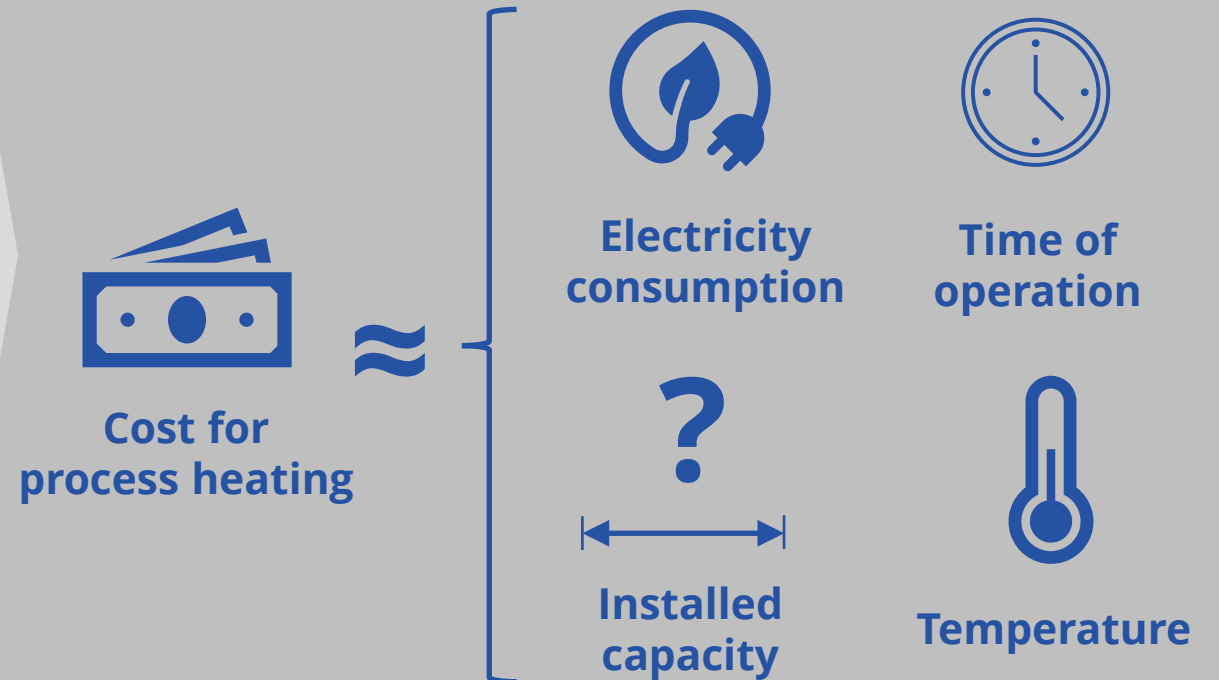 Cost for
process heating
≈
Electricity
consumption
Time of
operation
?
Installed
capacity
Temperature